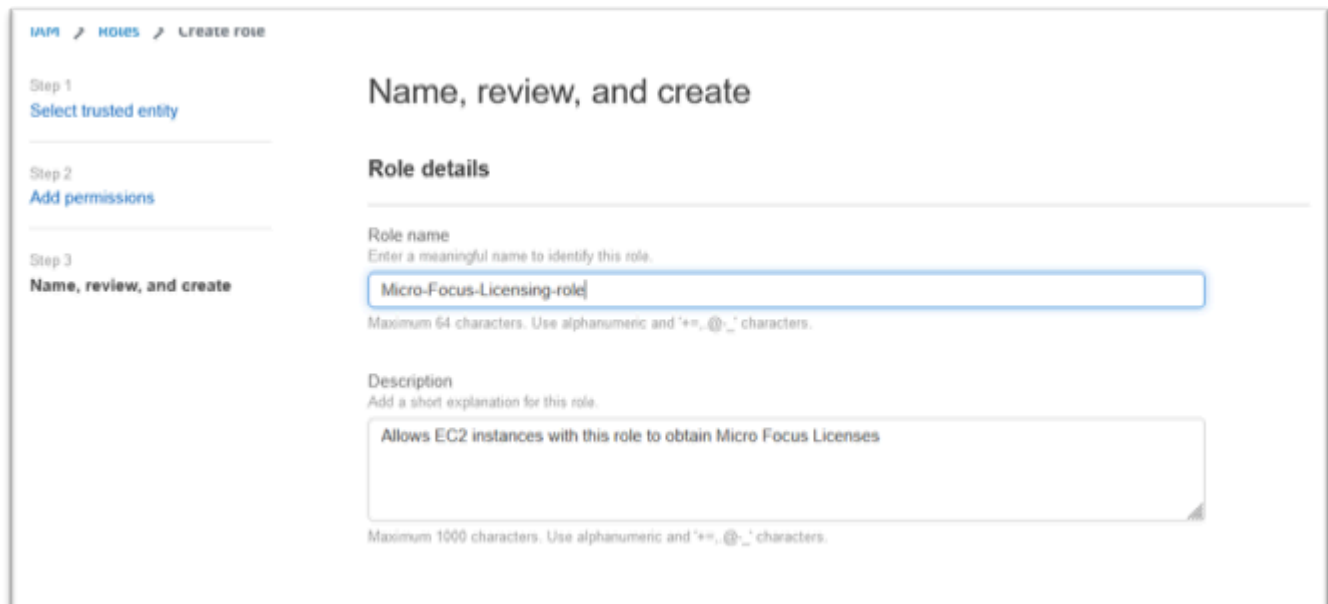 IAM > Roles > Create role
Step 1
Select trusted entity
Step 2
Add permissions
Step 3
Name, review, and create
Name, review, and create
Role details
Role name
Enter a meaningful name to identify this role.
Micro-Focus-Licensing-role
Maximum 64 characters. Use alphanumeric and '+=,.@-_' characters.
Description
Add a short explanation for this role.
Allows EC2 instances with this role to obtain Micro Focus Licenses
Maximum 1000 characters. Use alphanumeric and '+=,.@-_' characters.